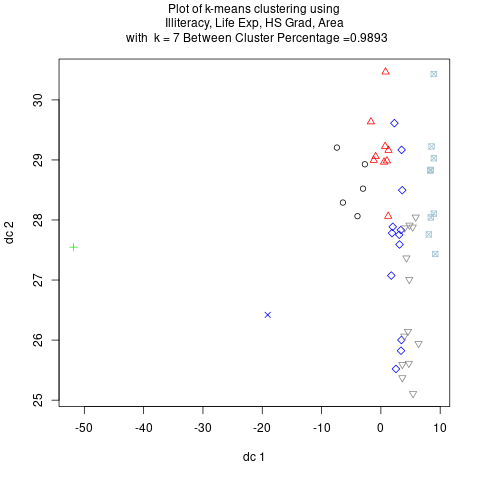 Plot of k-means clustering using
Illiteracy, Life Exp, HS Grad, Area
with  k = 7 Between Cluster Percentage =0.9893
30
29
28
27
26
25
dc 2
-50
-40
-30
-20
-10
0
10
dc 1